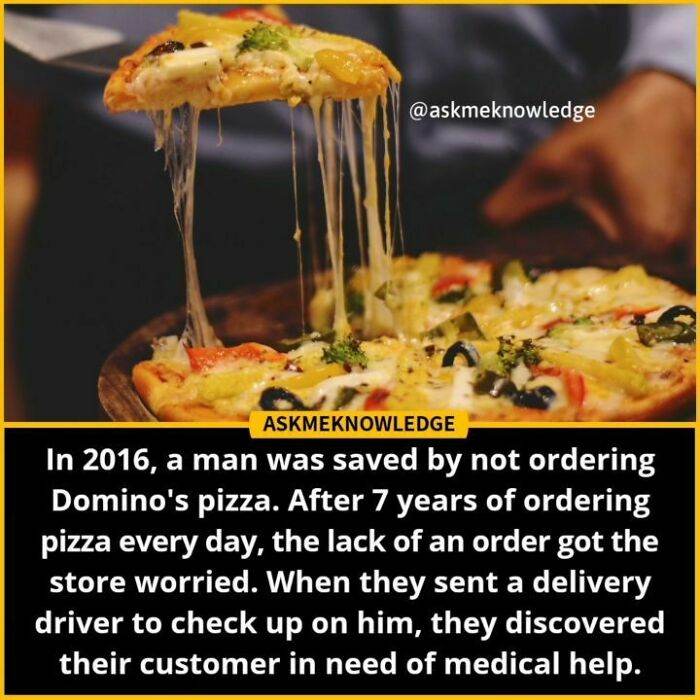 @askmeknowledge
ASKMEKNOWLEDGE
In 2016, a man was saved by not ordering
Domino's pizza. After 7 years of ordering
pizza every day, the lack of an order got the
store worried. When they sent a delivery
driver to check up on him, they discovered
their customer in need of medical help.